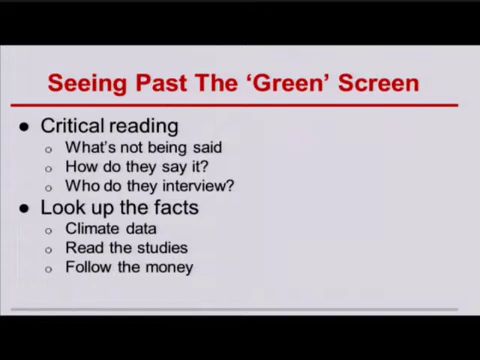 Seeing Past The ‘Green’ Screen
● Critical reading
○ What’s not being said
○ How do they say it?
○ Who do they interview?
● Look up the facts
○ Climate data
○ Read the studies
○ Follow the money